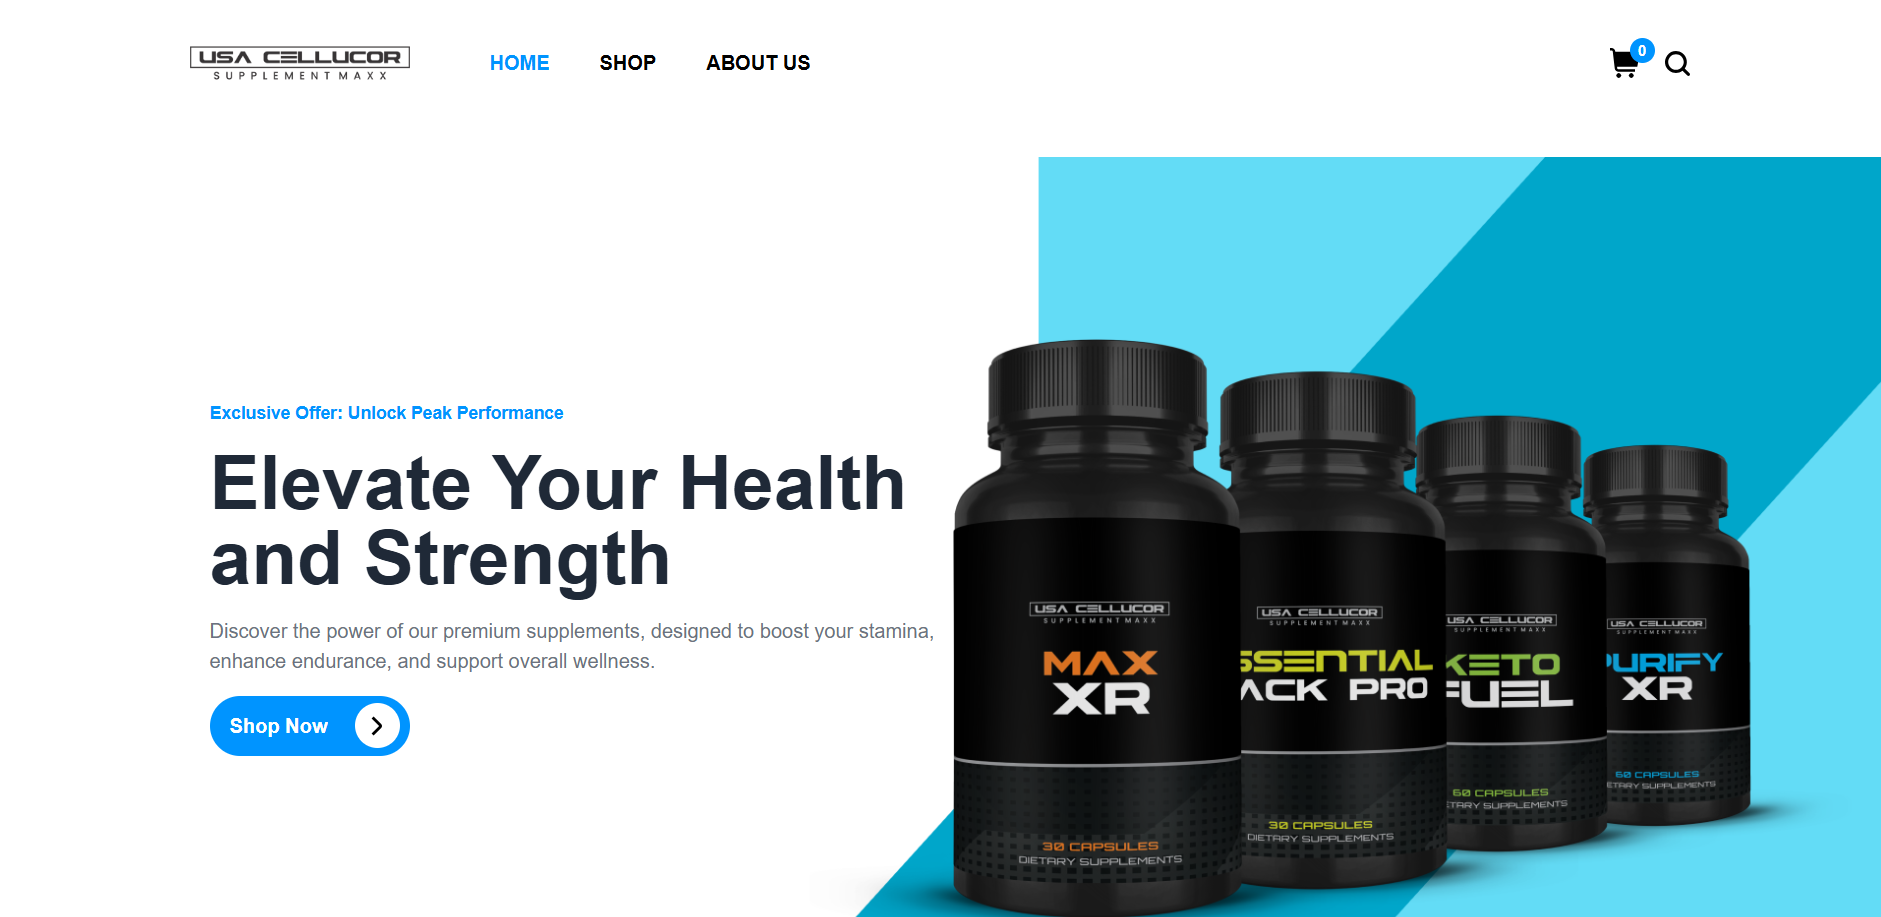 USA CELLUCOR
SUPPLEMENT MAXX
HOME
SHOP
ABOUT US
0
Exclusive Offer: Unlock Peak Performance
Elevate Your Health
and Strength
Discover the power of our premium supplements, designed to boost your stamina,
enhance endurance, and support overall wellness.
Shop Now
USA CELLUCOR
SUPPLEMENT MAXX
MAX
XR
30 CAPSULES
DIETARY SUPPLEMENTS
USA CELLUCOR
SUPPLEMENT MAXX
SSENTIAL
ACK PRO
30 CAPSULES
DIETARY SUPPLEMENTS
USA CELLUCOR
SUPPLEMENT MAXX
KETO
FUEL
60 CAPSULES
ETARY SUPPLEMENTS
USA CELLUCOR
SUPPLEMENT MAXX
PURIFY
XR
60 CAPSULES
ETARY SUPPLEMENTS